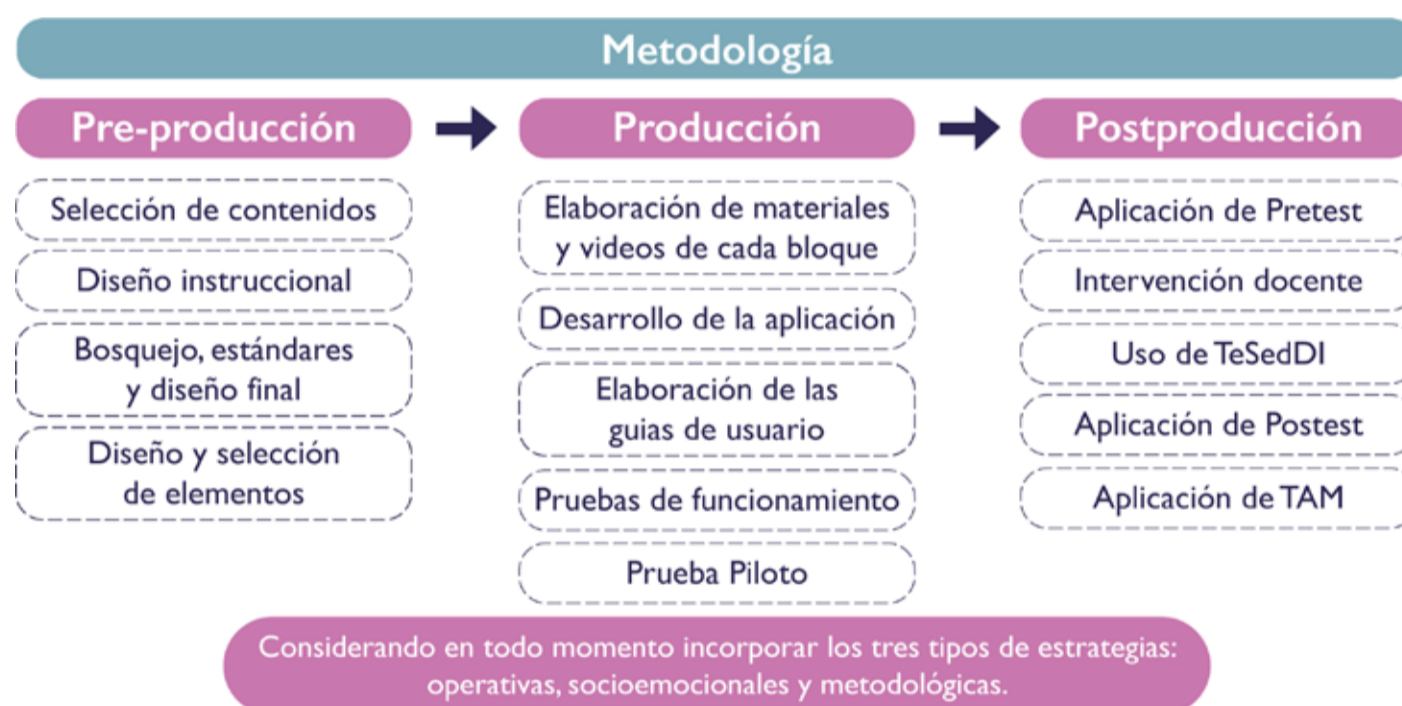 Metodología
Pre-producción
Selección de contenidos
Diseño instruccional
Bosquejo, estándares
y diseño final
Diseño y selección
de elementos
Producción
Elaboración de materiales
y videos de cada bloque
Desarrollo de la aplicación
Elaboración de las
guias de usuario
Pruebas de funcionamiento
Prueba Piloto
Postproducción
Aplicación de Pretest
Intervención docente
Uso de TeSedDI
Aplicación de Postest
Aplicación de TAM
Considerando en todo momento incorporar los tres tipos de estrategias:
operativas, socioemocionales y metodológicas.